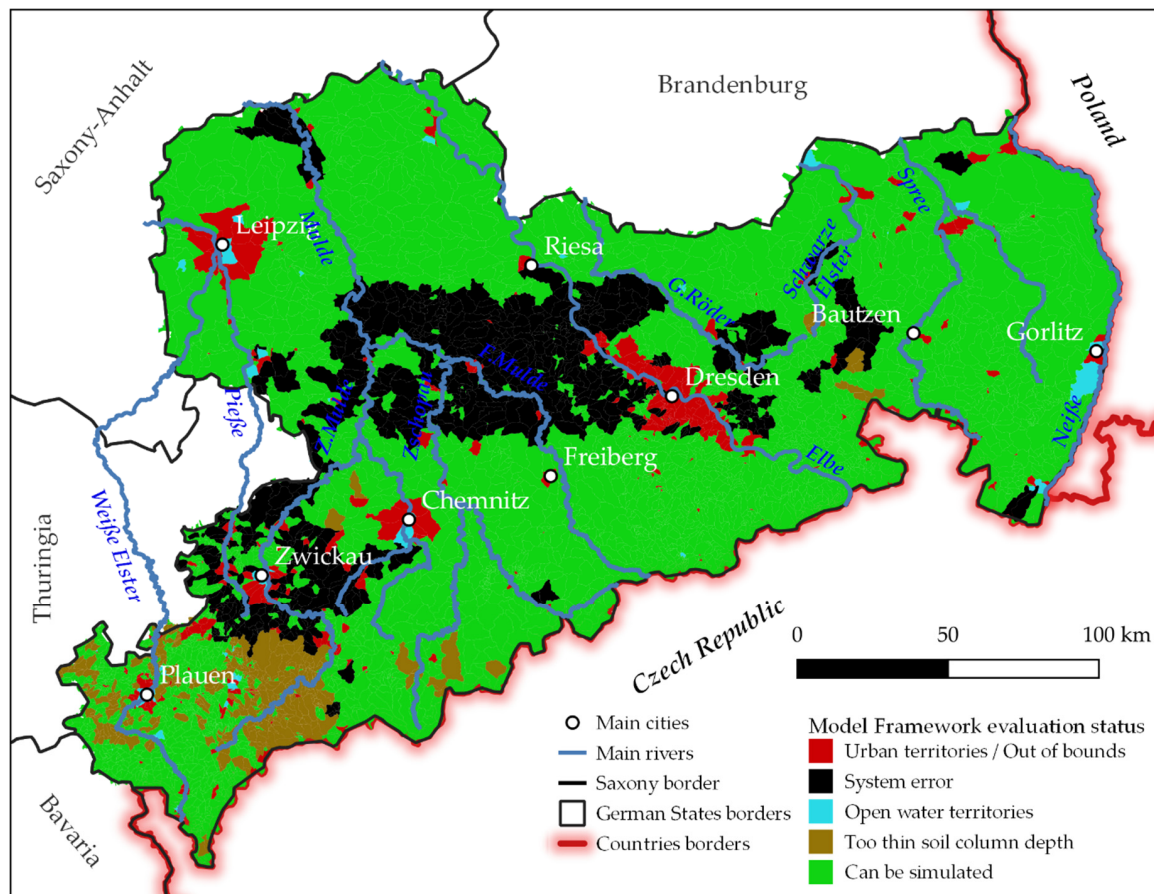 Saxony-Anhalt
Brandenburg
Poland
Leipzig
Mulde
Riesa
Spree
Schwarze
Elster
G.Röder
Bautzen
Gorlitz
Dresden
F.Mulde
Z.Mulde
Zschopau
Pieße
Neiße
Elbe
Freiberg
Chemnitz
Zwickau
Weiße Elster
Thuringia
Plauen
Bavaria
Czech Republic
0 50 100 km
Main cities
Main rivers
Saxony border
German States borders
Countries borders
Model Framework evaluation status
Urban territories / Out of bounds
System error
Open water territories
Too thin soil column depth
Can be simulated